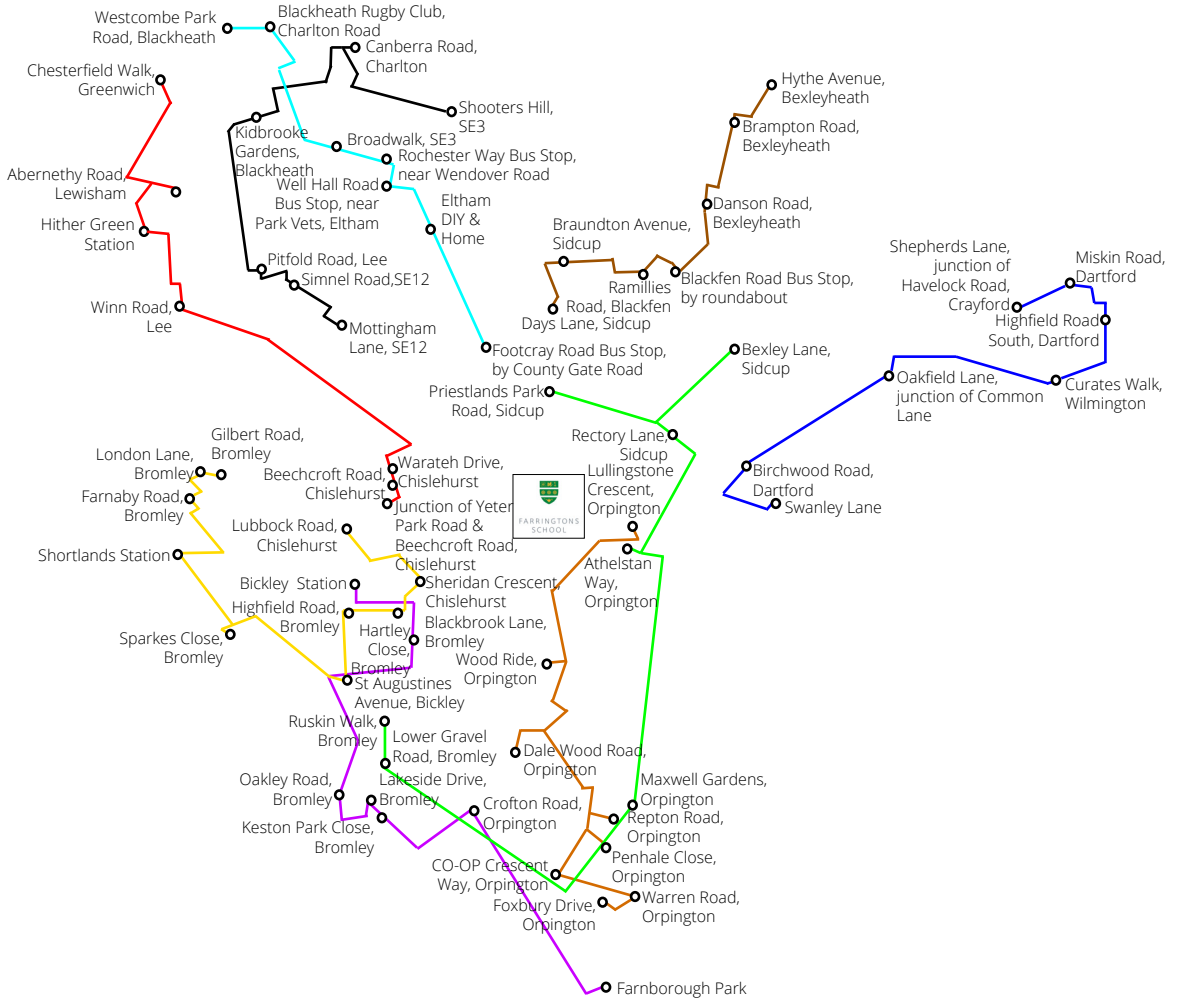 Westcombe Park
Road, Blackheath
Blackheath Rugby Club,
Charlton Road
Canberra Road,
Charlton
Chesterfield Walk,
Greenwich
Shooters Hill,
SE3
Hythe Avenue,
Bexleyheath
Kidbrooke
Gardens,
Blackheath
Broadwalk, SE3
Brampton Road,
Bexleyheath
Rochester Way Bus Stop,
near Wendover Road
Abernethy Road,
Lewisham
Well Hall Road
Bus Stop, near
Park Vets, Eltham
Eltham
DIY &
Home
Danson Road,
Bexleyheath
Hither Green
Station
Braundton Avenue,
Sidcup
Shepherds Lane,
junction of
Havelock Road,
Crayford
Miskin Road,
Dartford
Pitfold Road, Lee
Simnel Road,SE12
Ramillies
Road, Blackfen
Blackfen Road Bus Stop,
by roundabout
Winn Road,
Lee
Mottingham
Lane, SE12
Days Lane, Sidcup
Highfield Road
South, Dartford
Footcray Road Bus Stop,
by County Gate Road
Bexley Lane,
Sidcup
Priestlands Park
Road, Sidcup
Oakfield Lane,
junction of Common
Lane
Curates Walk,
Wilmington
Gilbert Road,
Bromley
London Lane,
Bromley
Rectory Lane,
Sidcup
Warateh Drive,
Chislehurst
Beechcroft Road,
Chislehurst
Lullingstone
Crescent,
Orpington
Birchwood Road,
Dartford
Farnaby Road,
Bromley
Junction of Yeter
Park Road &
Beechcroft Road,
Chislehurst
FARRINGTONS
SCHOOL
Swanley Lane
Lubbock Road,
Chislehurst
Shortlands Station
Athelstan
Way,
Orpington
Bickley Station
Sheridan Crescent,
Chislehurst
Highfield Road,
Bromley
Hartley
Close,
Bromley
Blackbrook Lane,
Bromley
Sparkes Close,
Bromley
Wood Ride,
Orpington
St Augustines
Avenue, Bickley
Ruskin Walk,
Bromley
Lower Gravel
Road, Bromley
Dale Wood Road,
Orpington
Oakley Road,
Bromley
Lakeside Drive,
Bromley
Maxwell Gardens,
Orpington
Keston Park Close,
Bromley
Crofton Road,
Orpington
Repton Road,
Orpington
Penhale Close,
Orpington
CO-OP Crescent
Way, Orpington
Foxbury Drive,
Orpington
Warren Road,
Orpington
Farnborough Park